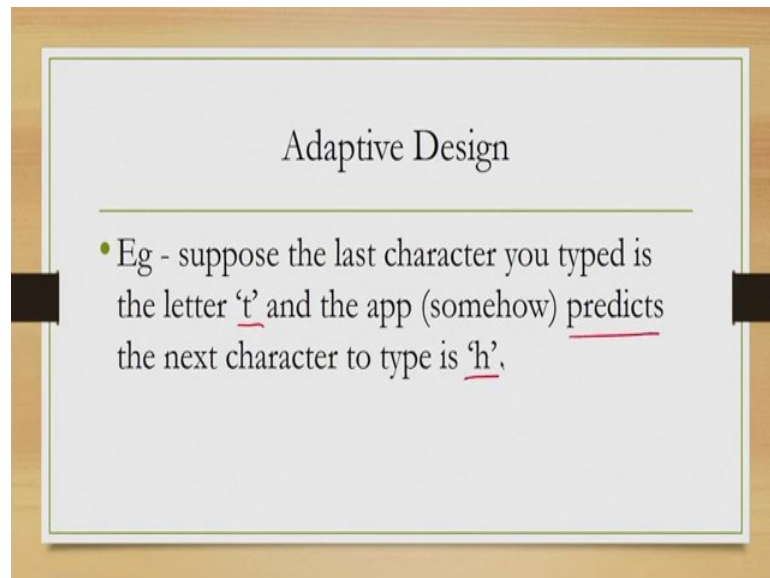 Adaptive Design
• Eg - suppose the last character you typed is
the letter ‘t’ and the app (somehow) predicts
the next character to type is ‘h’.